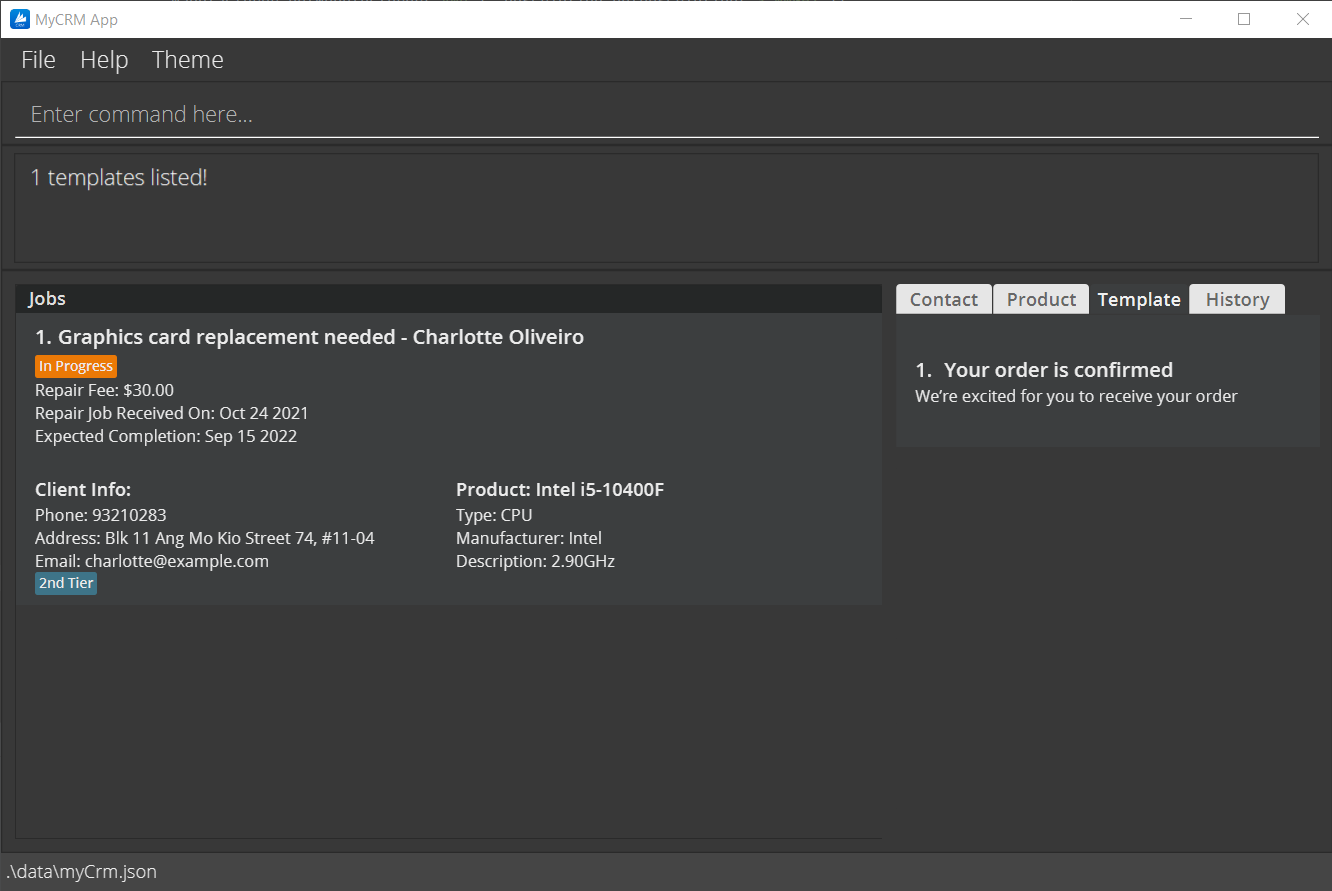 MyCRM App
File Help Theme
Enter command here...
1 templates listed!
Jobs
1. Graphics card replacement needed - Charlotte Oliveiro
In Progress
Repair Fee: $30.00
Repair Job Received On: Oct 24 2021
Expected Completion: Sep 15 2022
Client Info:
Phone: 93210283
Address: Blk 11 Ang Mo Kio Street 74, #11-04
Email: charlotte@example.com
2nd Tier
Product: Intel i5-10400F
Type: CPU
Manufacturer: Intel
Description: 2.90GHz
Contact Product Template History
1. Your order is confirmed
We're excited for you to receive your order
.\data\myCrm.json